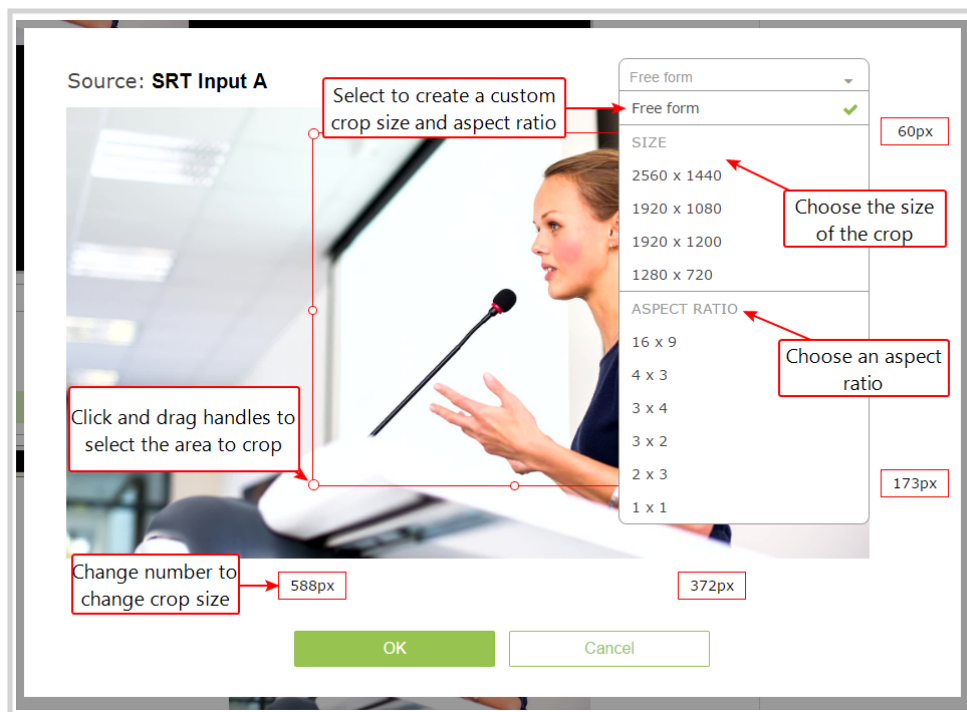 Source: SRT Input A
Free form
Select to create a custom
crop size and aspect ratio
Free form
60px
SIZE
2560 x 1440
1920 x 1080
Choose the size
of the crop
1920 x 1200
1280 x 720
ASPECT RATIO
16 x 9
Choose an aspect
ratio
4 x 3
3 x 4
Click and drag handles to
select the area to crop
3 x 2
2 x 3
173px
1 x 1
Change number to
change crop size
588px
372px
OK
Cancel